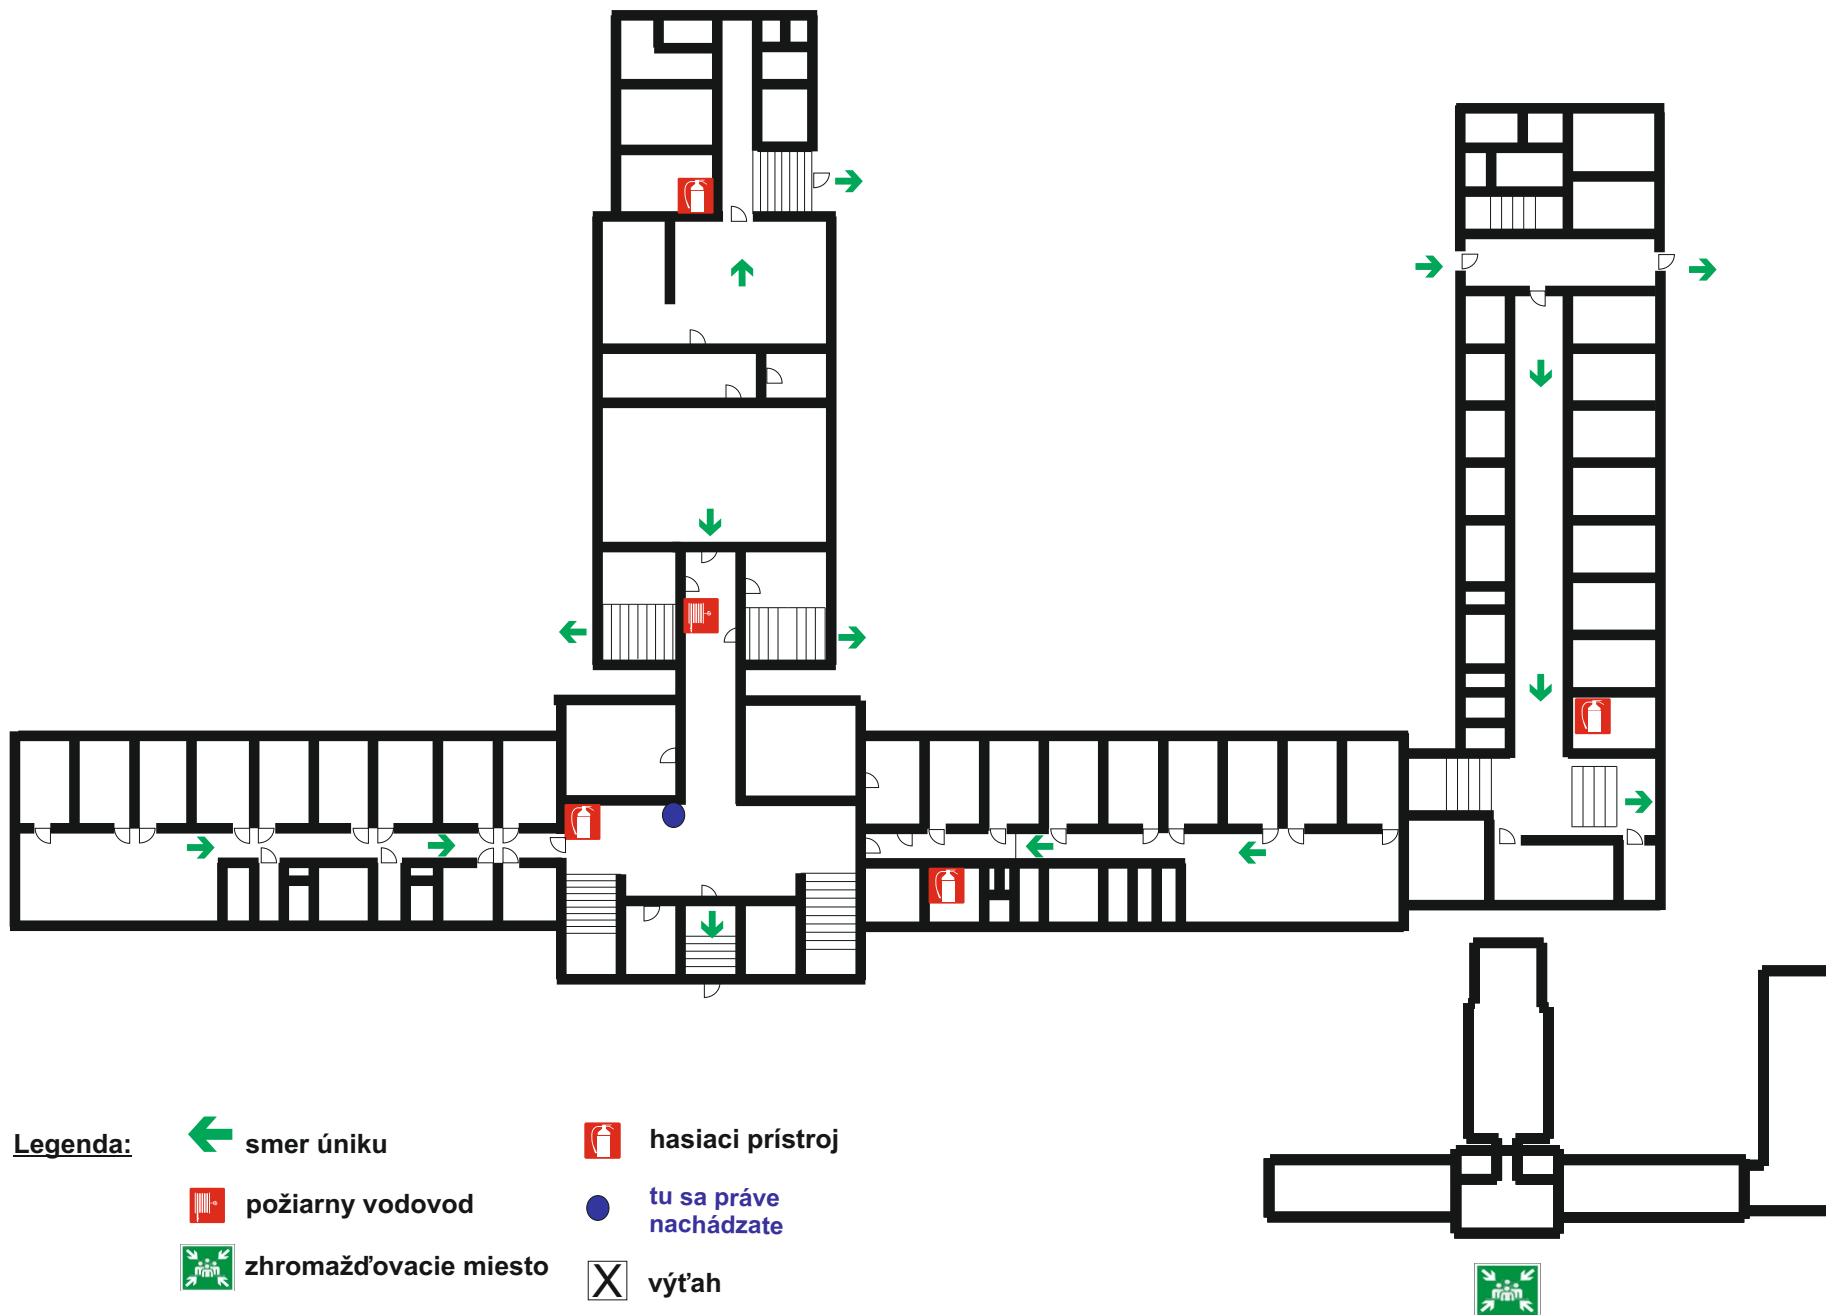 Legenda:
smer úniku
požiarny vodovod
zhromažďovacie miesto
hasiaci prístroj
tu sa práve
nachádzate
X
výťah